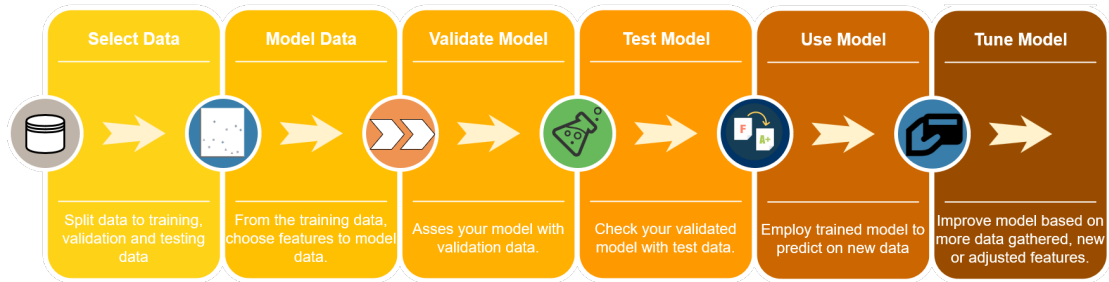 Select Data
Split data to training,
validation and testing
data
Model Data
From the training data,
choose features to model
data.
Validate Model
Asses your model with
validation data.
Test Model
Check your validated
model with test data.
F
A+
Use Model
Employ trained model to
predict on new data
Tune Model
Improve model based on
more data gathered, new
or adjusted features.